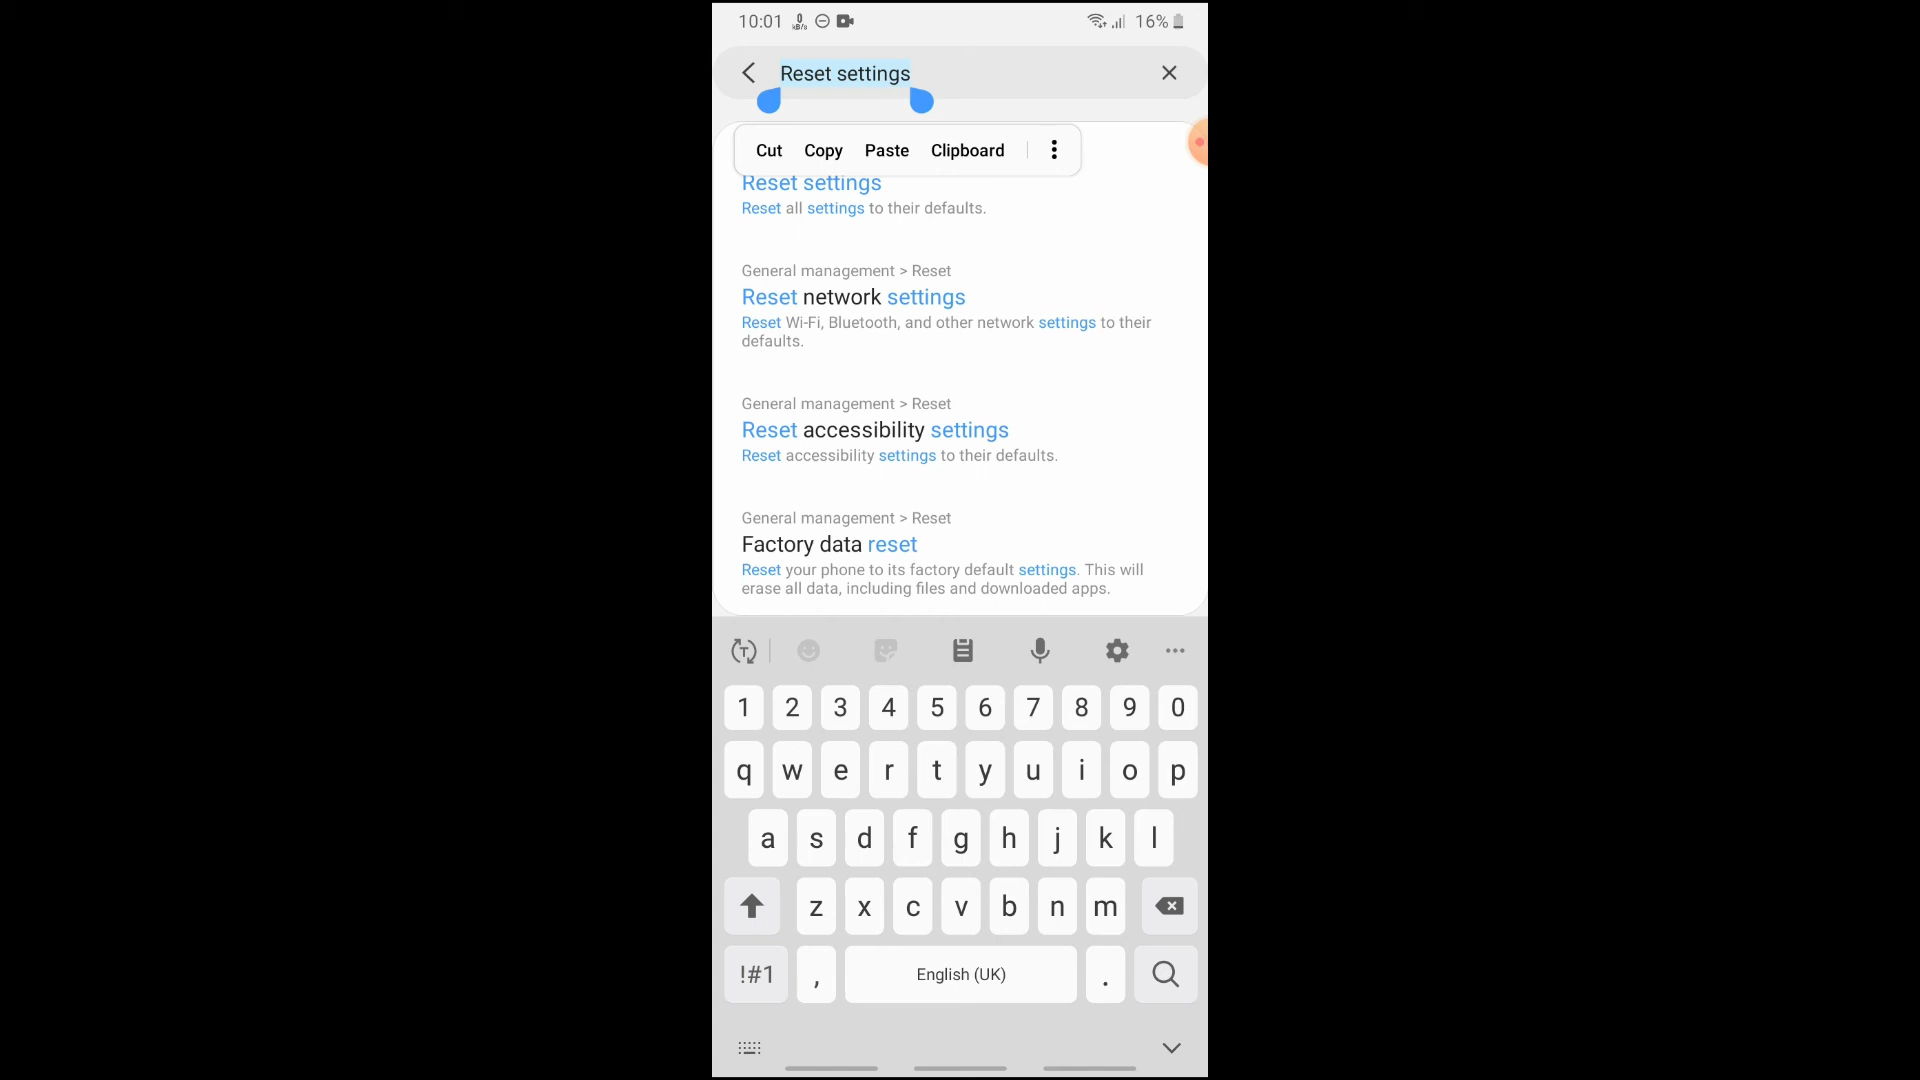 10:01 0 kB/s 16%
Reset settings
Cut Copy Paste Clipboard
Reset settings
Reset all settings to their defaults.
General management > Reset
Reset network settings
Reset Wi-Fi, Bluetooth, and other network settings to their
defaults.
General management > Reset
Reset accessibility settings
Reset accessibility settings to their defaults.
General management > Reset
Factory data reset
Reset your phone to its factory default settings. This will
erase all data, including files and downloaded apps.
T
1 2 3 4 5 6 7 8 9 0
q w e r t y u i o p
a s d f g h j k l
z x c v b n m
!#1 , English (UK) .